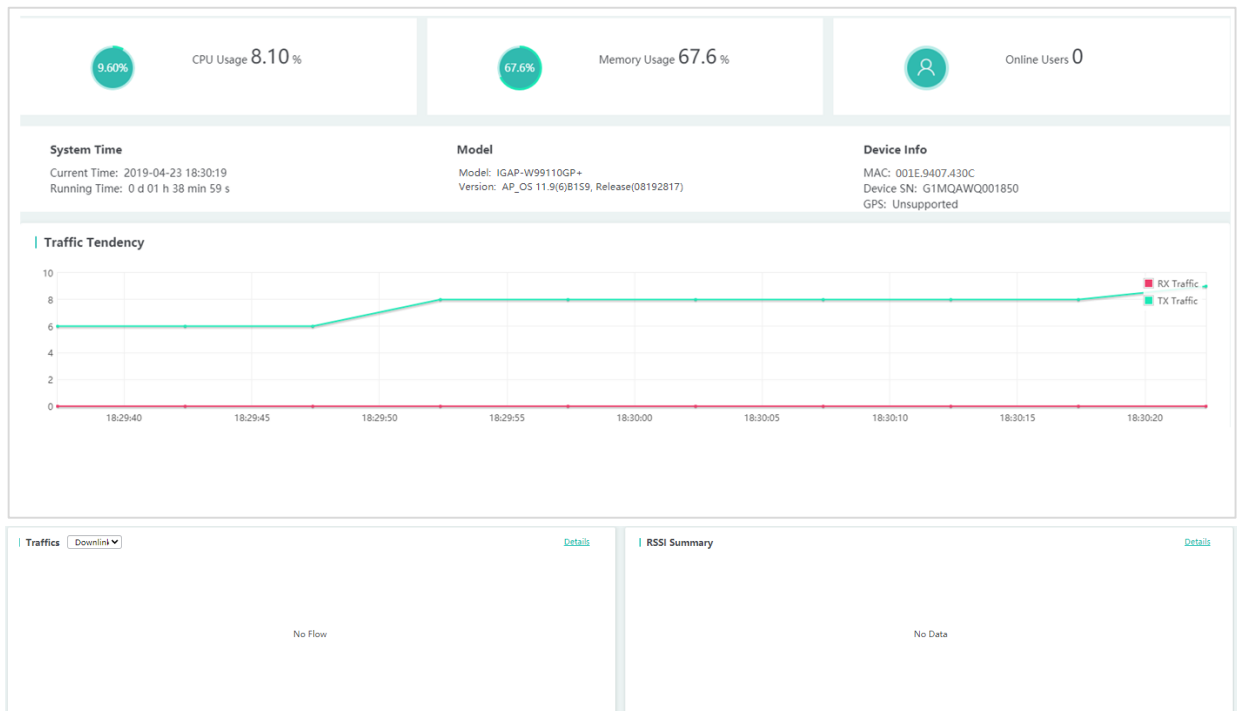 9.60%
CPU Usage 8.10 %
67.6%
Memory Usage 67.6 %
Online Users 0
System Time
Current Time: 2019-04-23 18:30:19
Running Time: 0 d 01 h 38 min 59 s
Model
Model: IGAP-W99110GP+
Version: AP_OS 11.9(6)B1S9, Release(08192817)
Device Info
MAC: 001E.9407.430C
Device SN: G1MQAWQ001850
GPS: Unsupported
Traffic Tendency
RX Traffic
TX Traffic
10
8
6
4
2
0
18:29:40 18:29:45 18:29:50 18:29:55 18:30:00 18:30:05 18:30:10 18:30:15 18:30:20
Traffics Downlink Details
No Flow
RSSI Summary Details
No Data